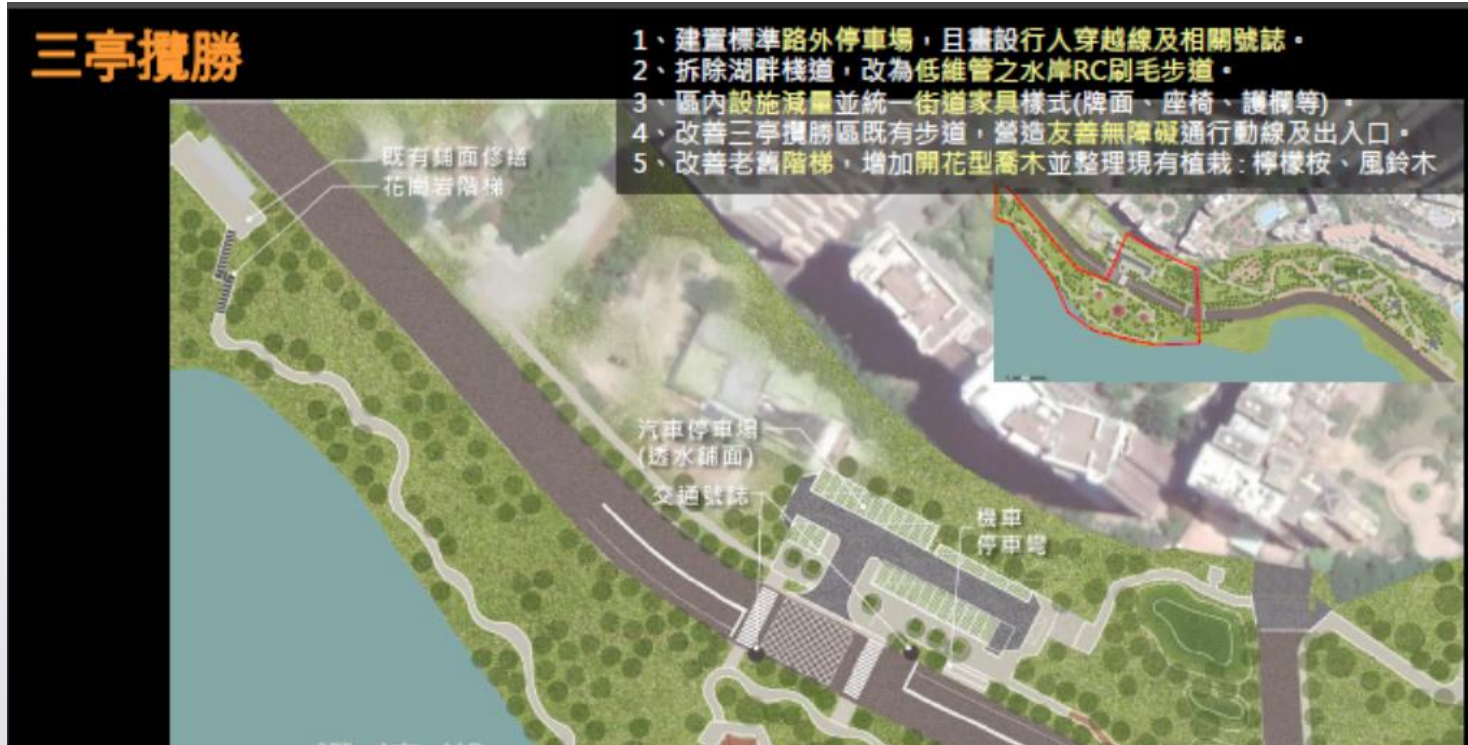 三亭攬勝
1、建置標準路外停車場，且畫設行人穿越線及相關號誌。
2、拆除湖畔棧道，改為低維管之水岸RC刷毛步道。
3、區內設施減量並統一街道家具樣式(牌面、座椅、護欄等)。
4、改善三亭攬勝區既有步道，營造友善無障礙通行動線及出入口。
5、改善老舊階梯，增加開花型喬木並整理現有植栽:檸檬桉、風鈴木
既有鋪面修繕
花崗岩階梯
汽車停車場
(透水鋪面)
交通號誌
機車
停車彎